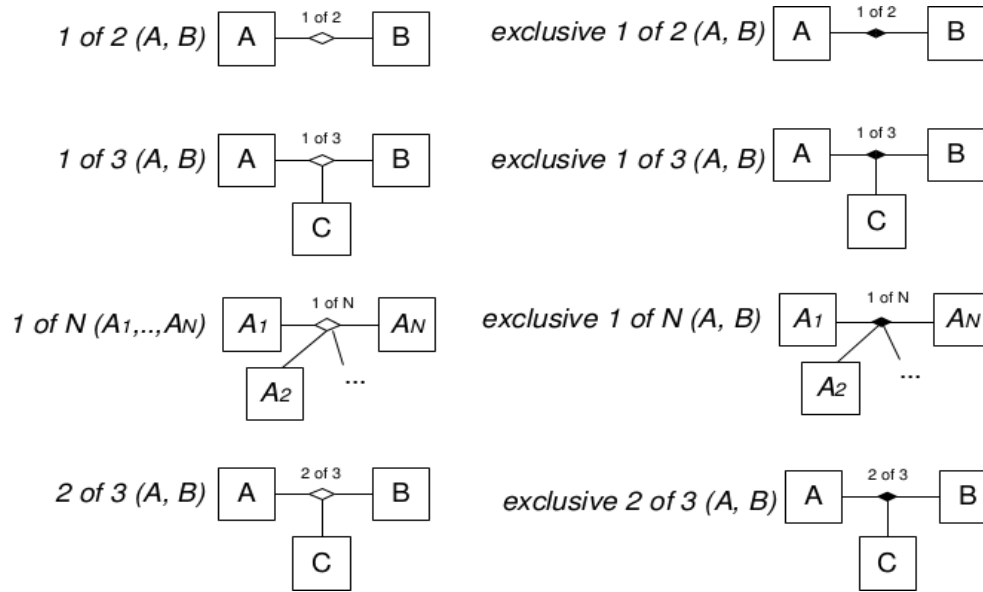 1 of 2 (A, B) A 1 of 2 B
exclusive 1 of 2 (A, B) A 1 of 2 B
1 of 3 (A, B) A 1 of 3 B
C
exclusive 1 of 3 (A, B) A 1 of 3 B
C
1 of N (A1,..,AN) A1 1 of N AN
A2 ...
exclusive 1 of N (A, B) A1 1 of N AN
A2 ...
2 of 3 (A, B) A 2 of 3 B
C
exclusive 2 of 3 (A, B) A 2 of 3 B
C